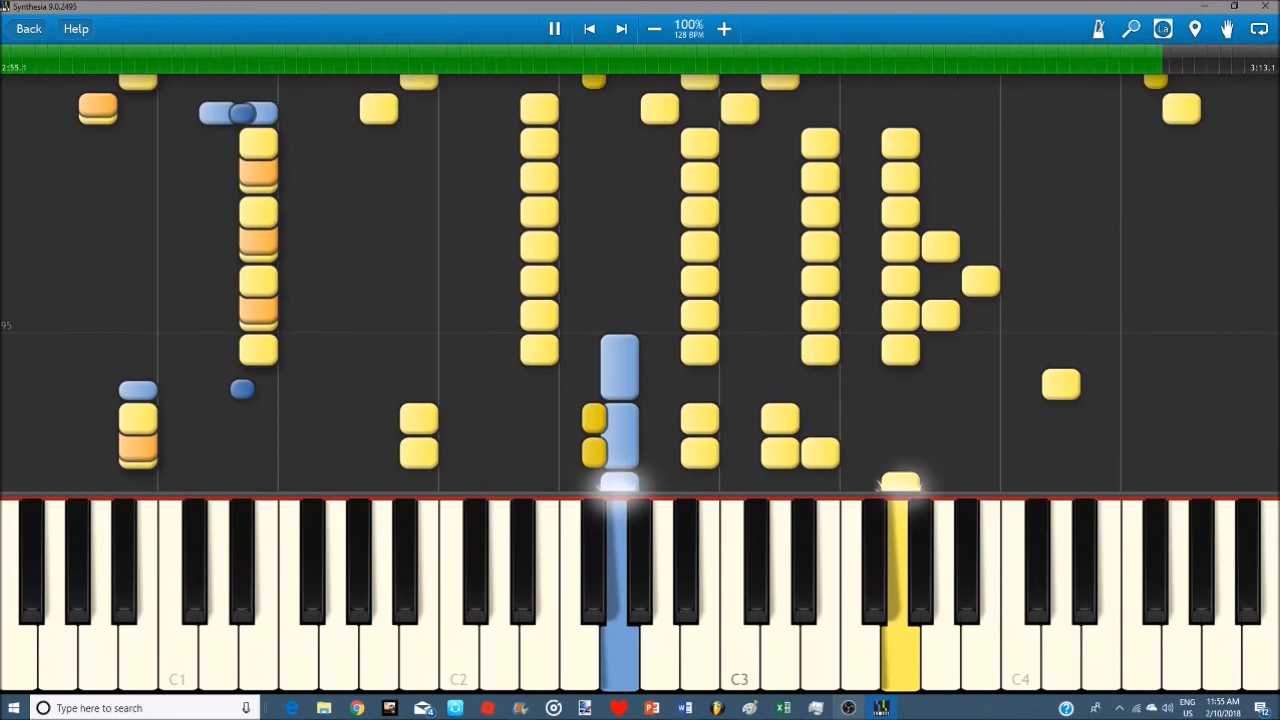 Synthesia 9.0.2495
Back Help 100% La
128 BPM
2:55.1 3:13.1
95
C1 C2 C3 C4
Type here to search
ENG 11:55 AM
US 2/10/2018